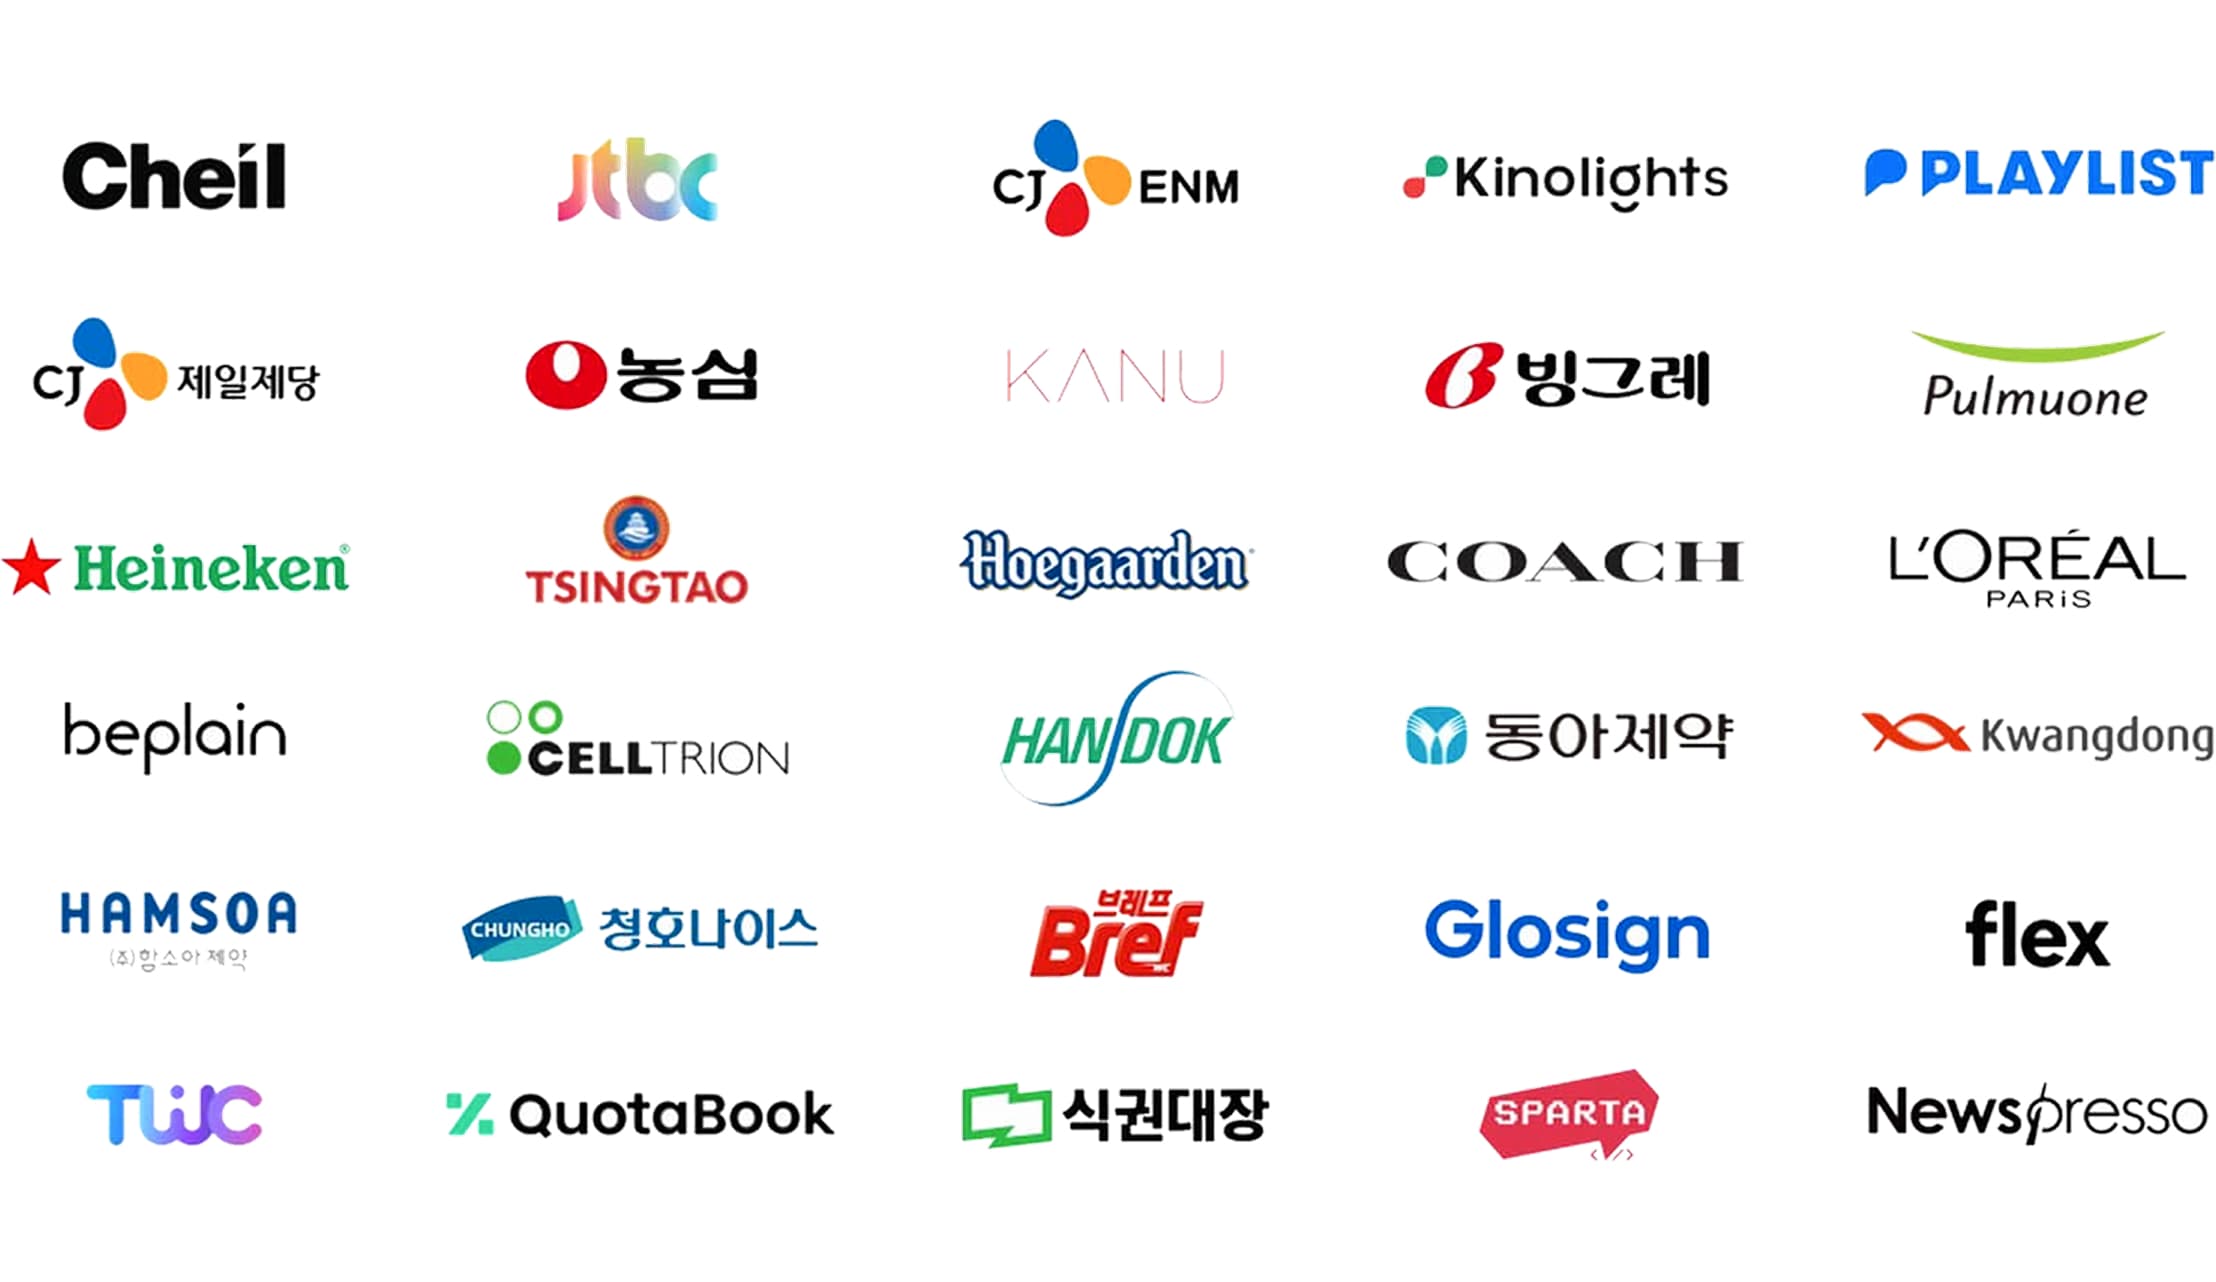 Cheil
jtbc
CJ ENM
Kinolights
PLAYLIST
CJ 제일제당
농심
KANU
빙그레
Pulmuone
Heineken®
TSINGTAO
Hoegaarden
COACH
L'ORÉAL
PARiS
beplain
CELLTRION
HANDOK
동아제약
Kwangdong
HAMSOA
(주)함소아 제약
CHUNGHO 청호나이스
브레프
Bref
WC
Glosign
flex
TWC
QuotaBook
식권대장
SPARTA
</>
Newspresso